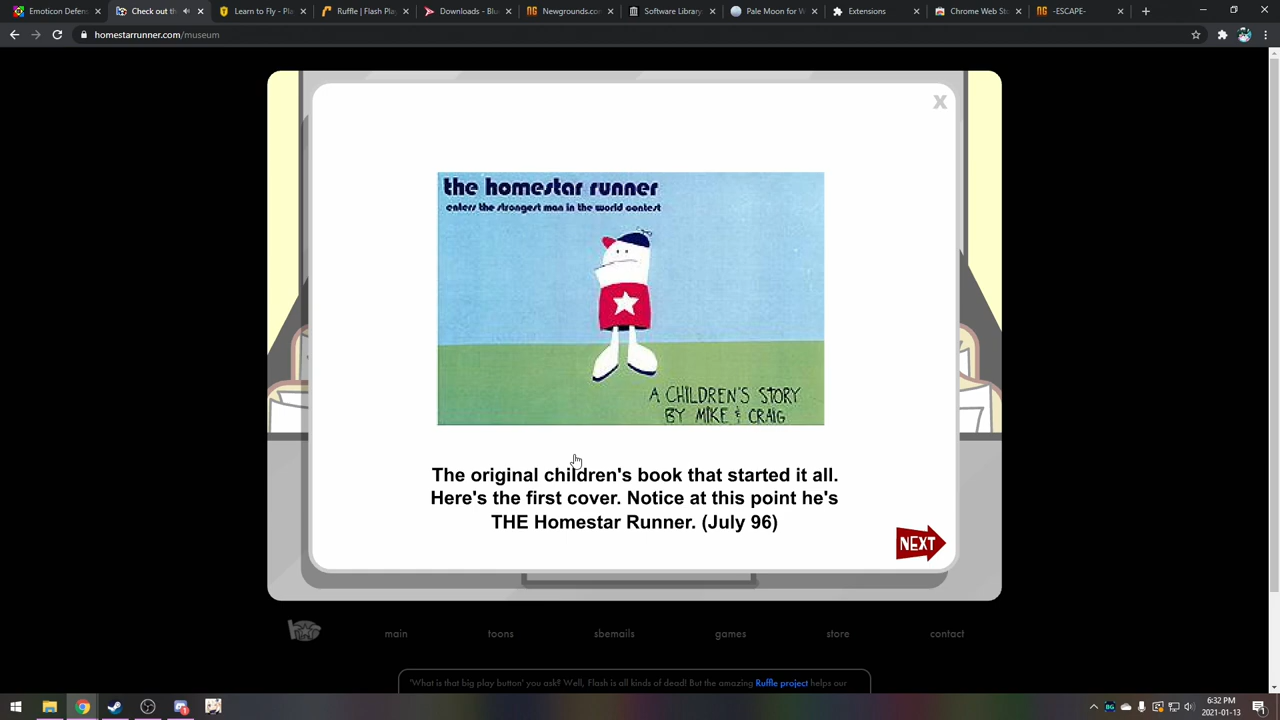 Emoticon Defen
Check out th
Learn to Fly - Pla
Ruffle | Flash Play
Downloads - Blue
Newgrounds.com
Software Library:
Pale Moon for W
Extensions
Chrome Web St
-ESCAPE-
homestarrunner.com/museum
X
the homestar runner
enters the strongest man in the world contest
A CHILDREN'S STORY
BY MIKE & CRAIG
The original children's book that started it all.
Here's the first cover. Notice at this point he's
THE Homestar Runner. (July 96)
NEXT
main
toons
sbemails
games
store
contact
'What is that big play button' you ask? Well, Flash is all kinds of dead! But the amazing Ruffle project helps our
6:32 PM
2021-01-13